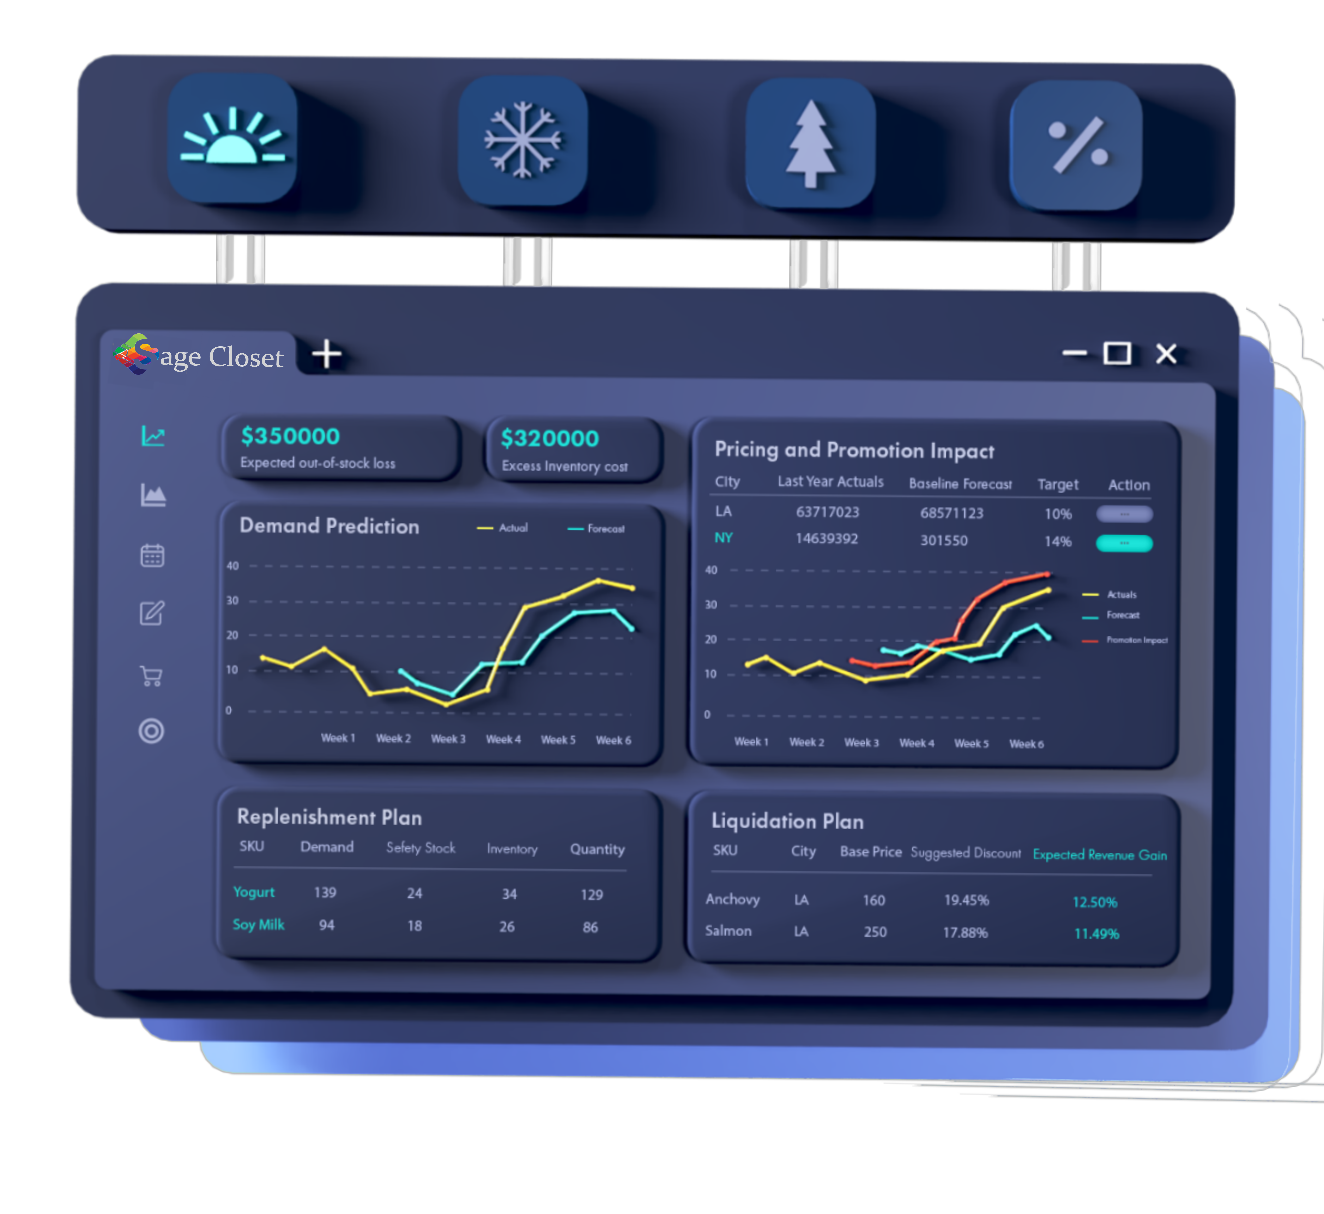 Sage Closet
$350000
Expected out-of-stock loss
$320000
Excess Inventory cost
Demand Prediction
Actual Forecast
40
30
20
10
0
Week 1 Week 2 Week 3 Week 4 Week 5 Week 6
Pricing and Promotion Impact
City Last Year Actuals Baseline Forecast Target Action
LA 63717023 68571123 10%
NY 14639392 301550 14%
40
30
20
10
0
Actuals
Forecast
Promotion Impact
Week 1 Week 2 Week 3 Week 4 Week 5 Week 6
Replenishment Plan
SKU Demand Sefety Stock Inventory Quantity
Yogurt 139 24 34 129
Soy Milk 94 18 26 86
Liquidation Plan
SKU City Base Price Suggested Discount Expected Revenue Gain
Anchovy LA 160 19.45% 12.50%
Salmon LA 250 17.88% 11.49%